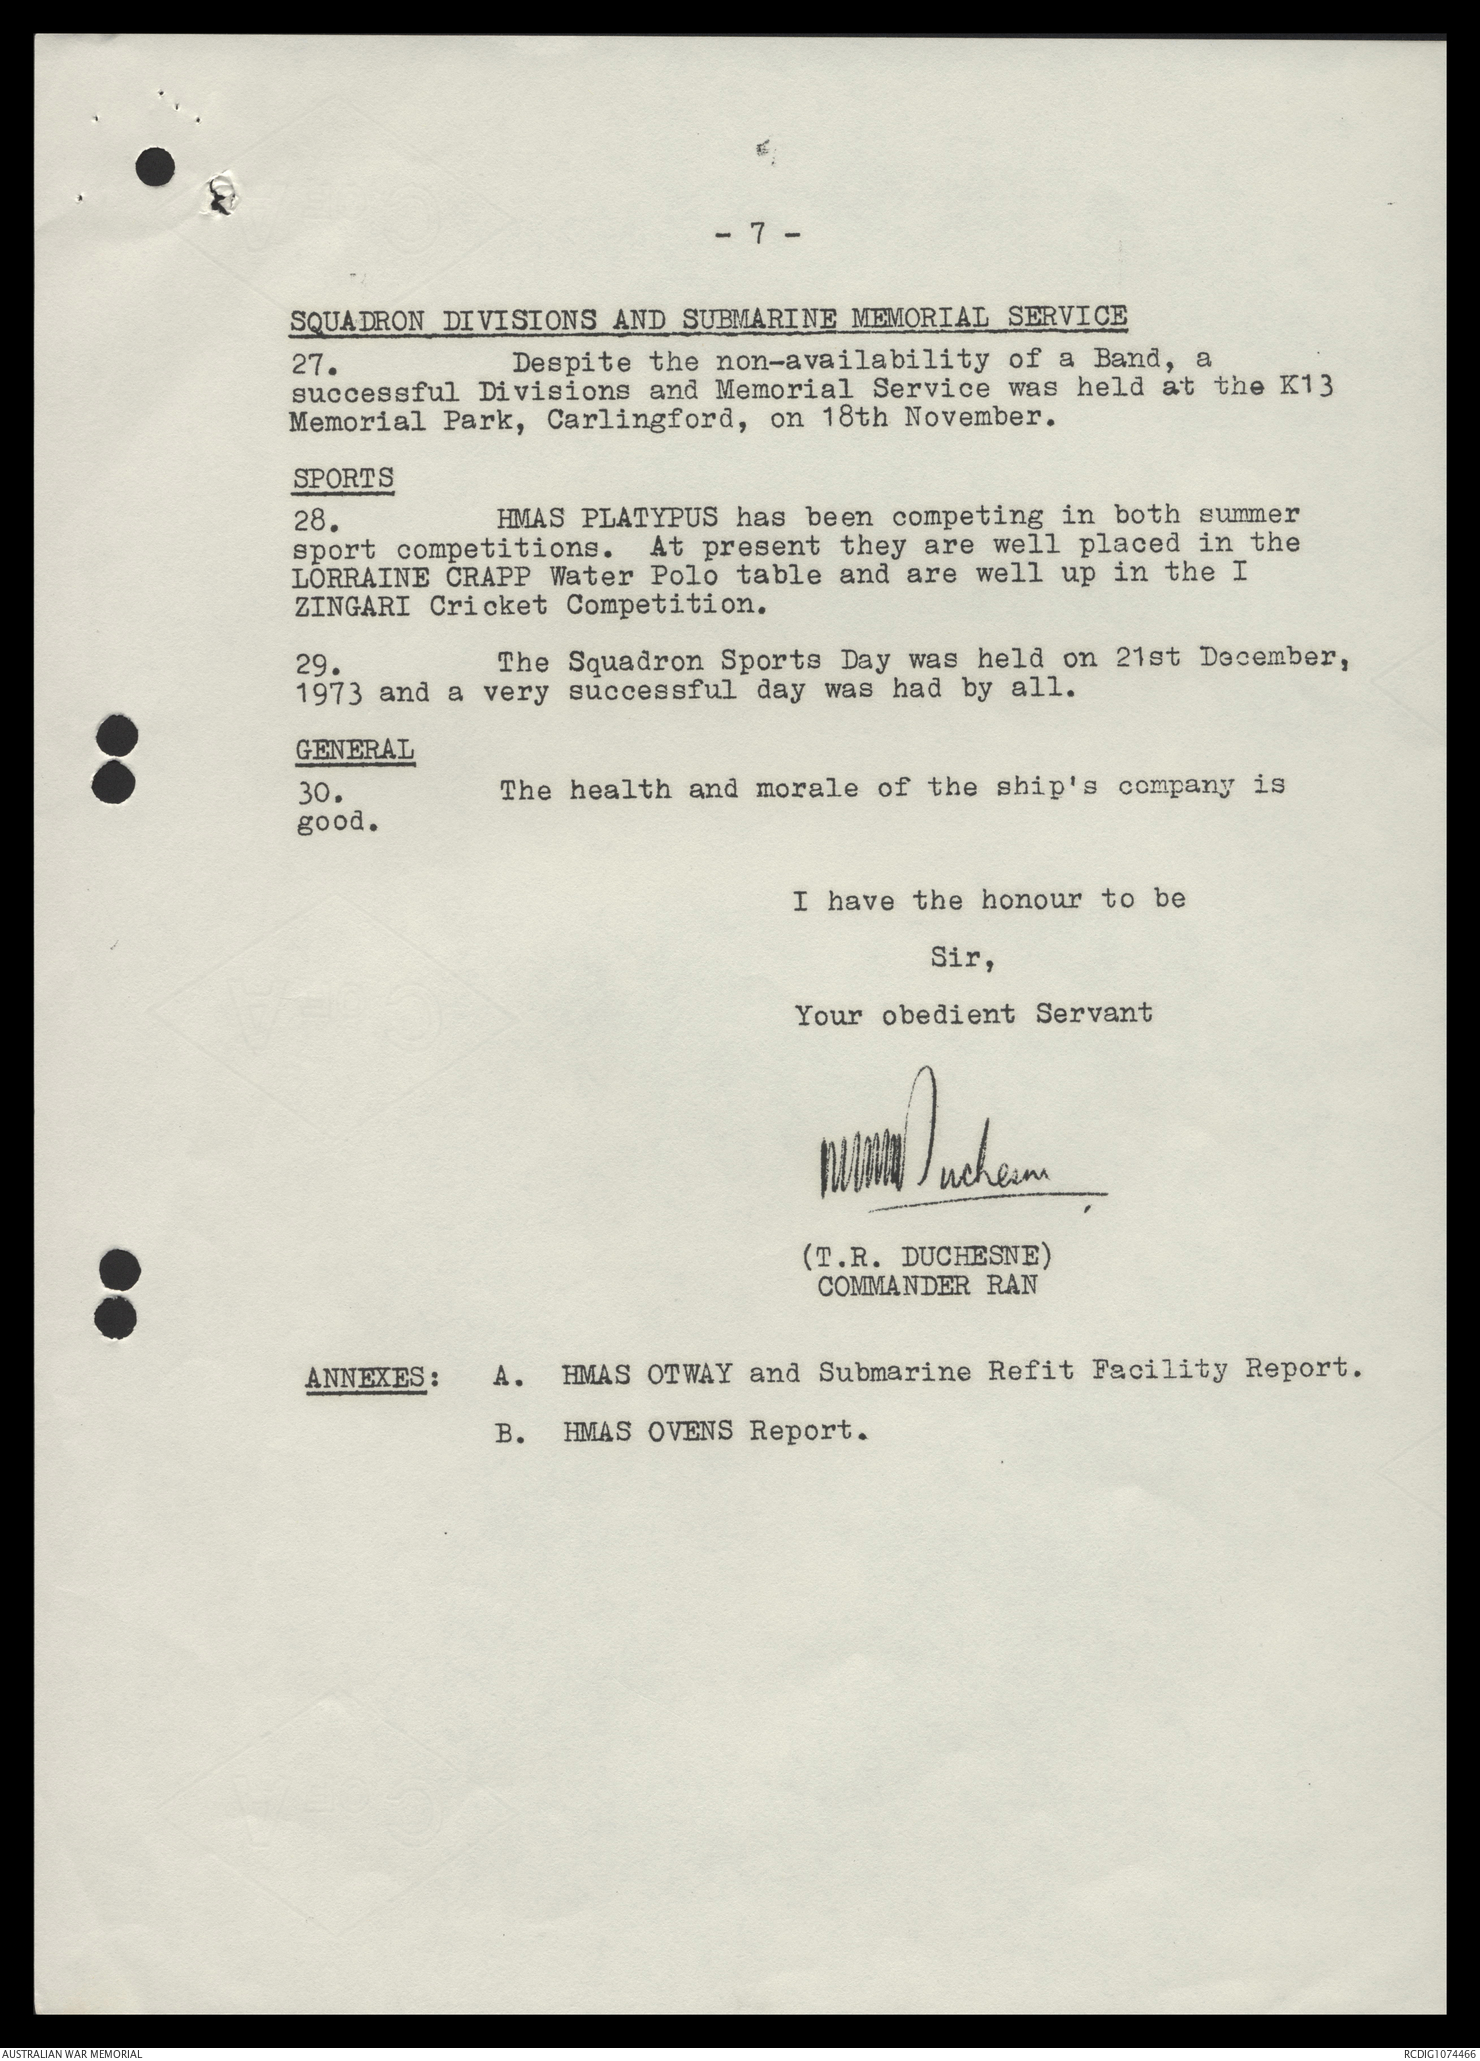 - 7 -
SQUADRON DIVISIONS AND SUBMARINE MEMORIAL SERVICE
27. Despite the non-availability of a Band, a
successful Divisions and Memorial Service was held at the K13
Memorial Park, Carlingford, on 18th November.
SPORTS
28. HMAS PLATYPUS has been competing in both summer
sport competitions. At present they are well placed in the
LORRAINE CRAPP Water Polo table and are well up in the I
ZINGARI Cricket Competition.
29. The Squadron Sports Day was held on 21st December,
1973 and a very successful day was had by all.
GENERAL
30. The health and morale of the ship's company is
good.
I have the honour to be
Sir,
Your obedient Servant
Duchesne
(T.R. DUCHESNE)
COMMANDER RAN
ANNEXES: A. HMAS OTWAY and Submarine Refit Facility Report.
B. HMAS OVENS Report.
AUSTRALIAN WAR MEMORIAL
RCDIG1074466